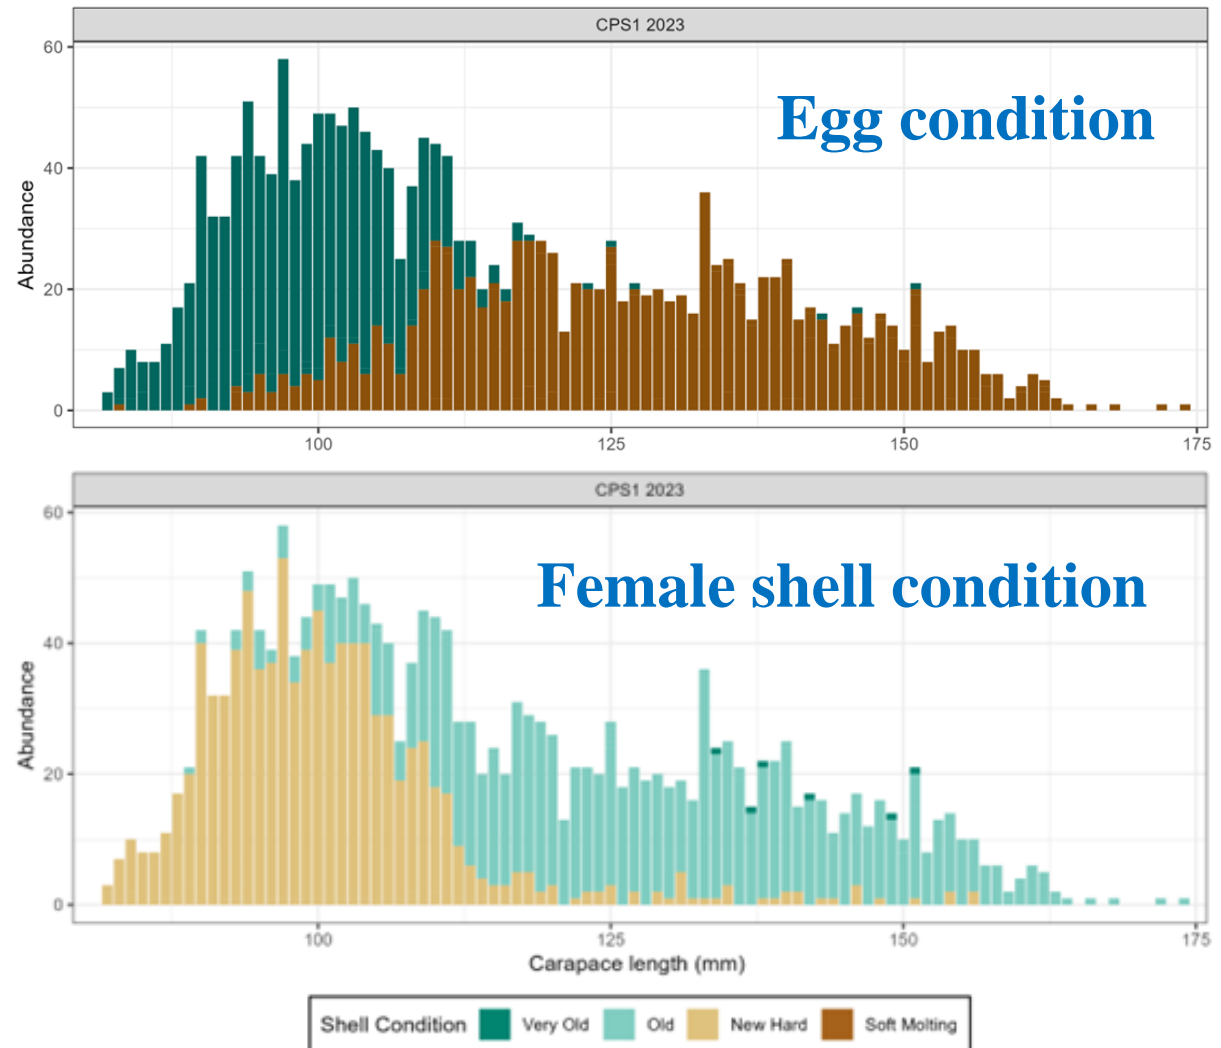 CPS1 2023
Egg condition
Abundance
60
40
20
0
100
125
150
175
CPS1 2023
Female shell condition
Abundance
60
40
20
0
100
125
150
175
Carapace length (mm)
Shell Condition Very Old Old New Hard Soft Molting